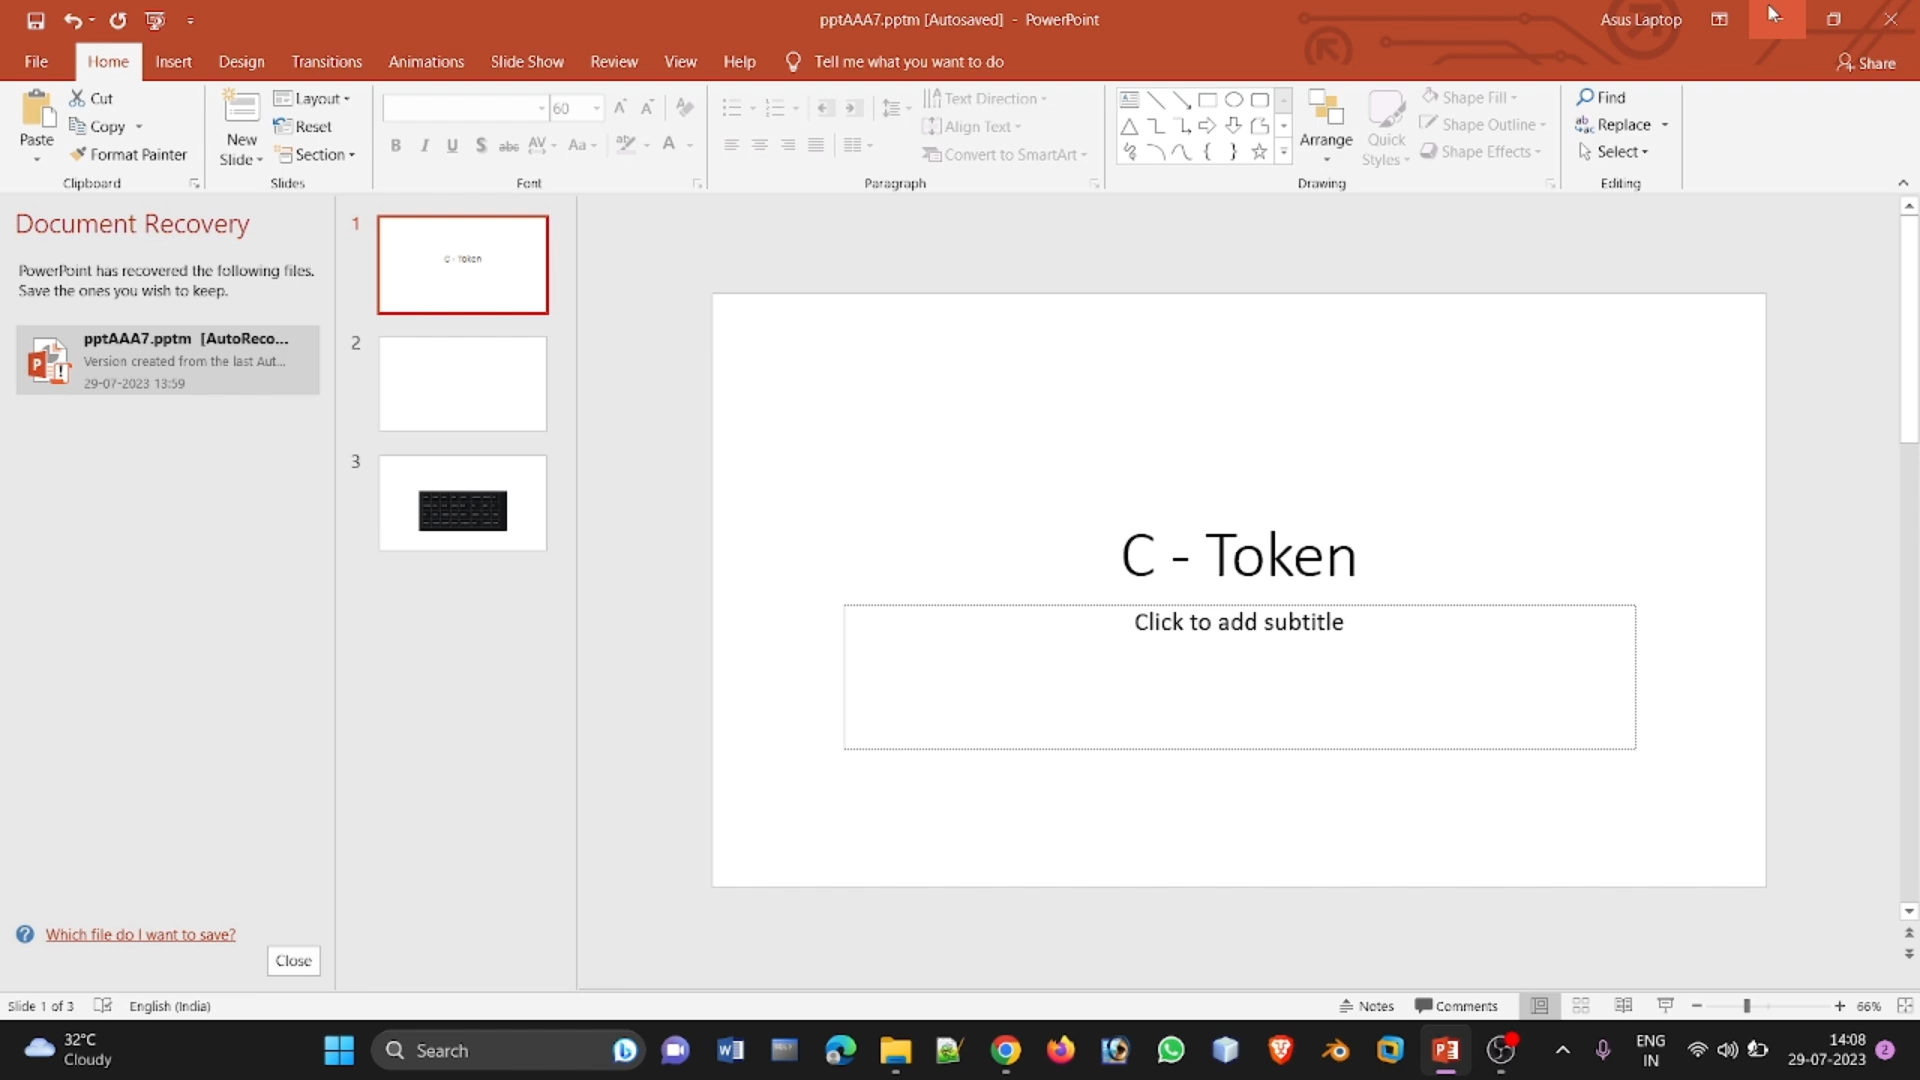 pptAAA7.pptm [Autosaved] - PowerPoint
Asus Laptop
File Home Insert Design Transitions Animations Slide Show Review View Help Tell me what you want to do Share
Cut
Copy
Format Painter
Paste
Clipboard
New
Slide
Layout
Reset
Section
Slides
60
B I U S abc AV Aa A
Font
Text Direction
Align Text
Convert to SmartArt
Paragraph
Arrange
Quick
Styles
Shape Fill
Shape Outline
Shape Effects
Drawing
Find
Replace
Select
Editing
Document Recovery
PowerPoint has recovered the following files.
Save the ones you wish to keep.
pptAAA7.pptm [AutoReco...
Version created from the last Aut...
29-07-2023 13:59
Which file do I want to save?
Close
1
C - Token
2
3
C - Token
Click to add subtitle
Slide 1 of 3 English (India) Notes Comments 66%
32°C
Cloudy
Search
ENG
IN
14:08
29-07-2023
2